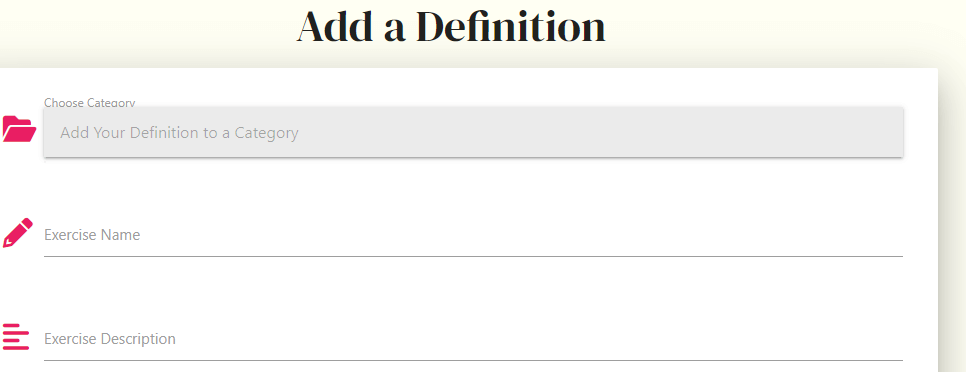 Add a Definition
Choose Category
Add Your Definition to a Category
Exercise Name
Exercise Description